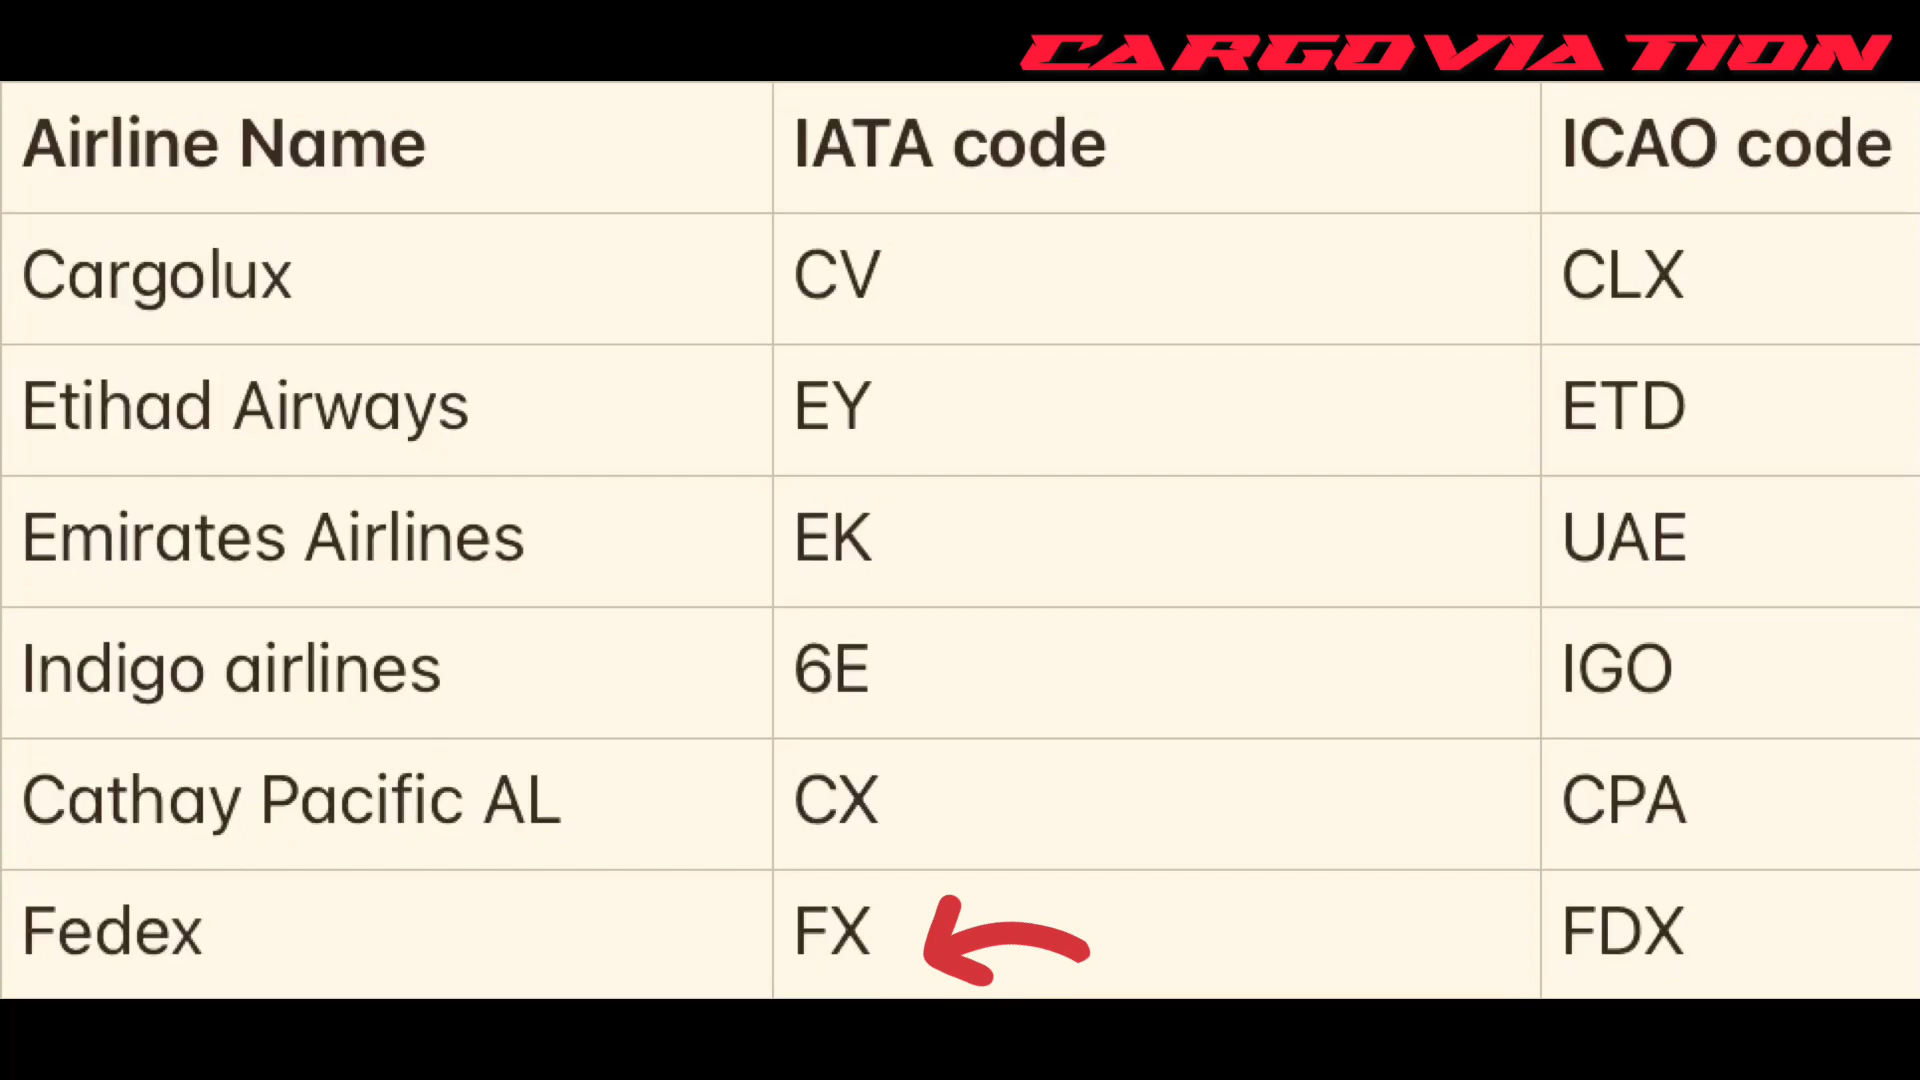 CARGOVIATION
Airline Name IATA code ICAO code
Cargolux CV CLX
Etihad Airways EY ETD
Emirates Airlines EK UAE
Indigo airlines 6E IGO
Cathay Pacific AL CX CPA
Fedex FX FDX